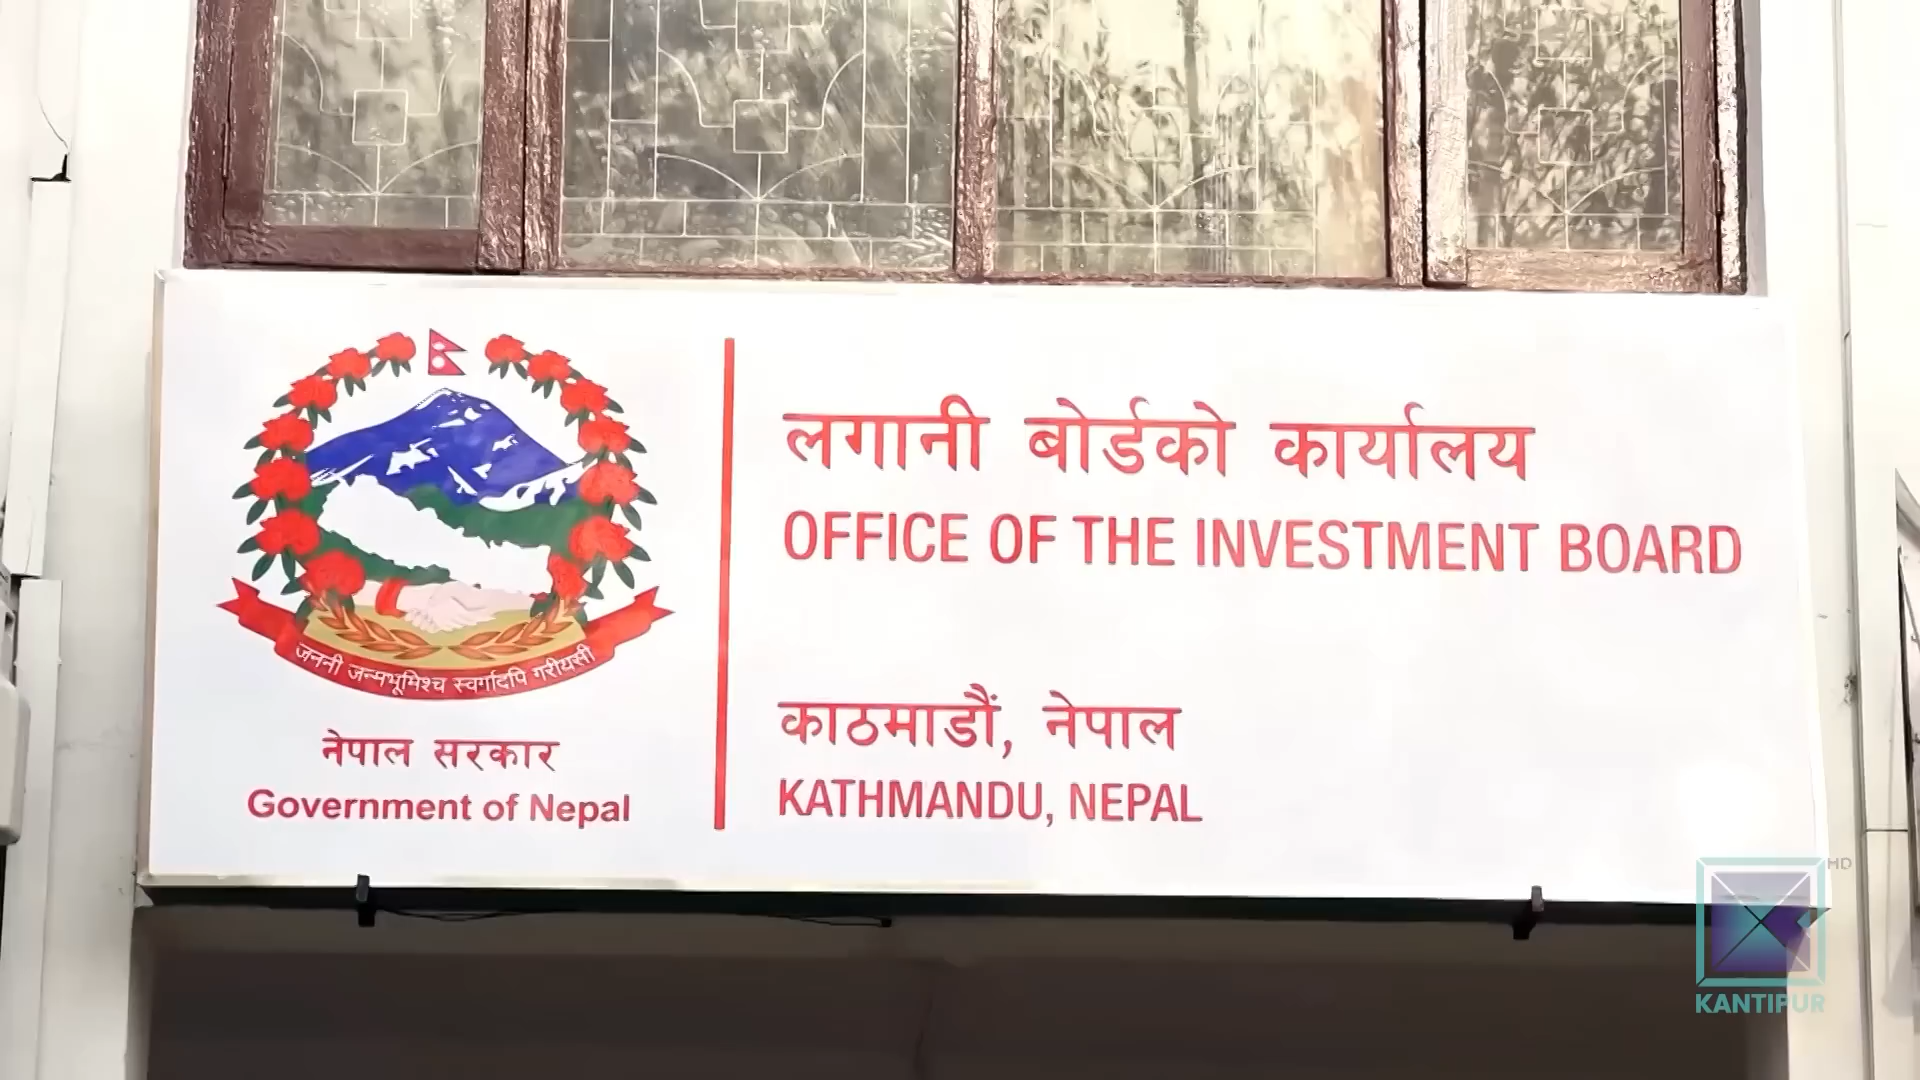 जननी जन्मभूमिश्च स्वर्गादपि गरीयसी
नेपाल सरकार
Government of Nepal
लगानी बोर्डको कार्यालय
OFFICE OF THE INVESTMENT BOARD
काठमाडौं, नेपाल
KATHMANDU, NEPAL
HD
KANTIPUR